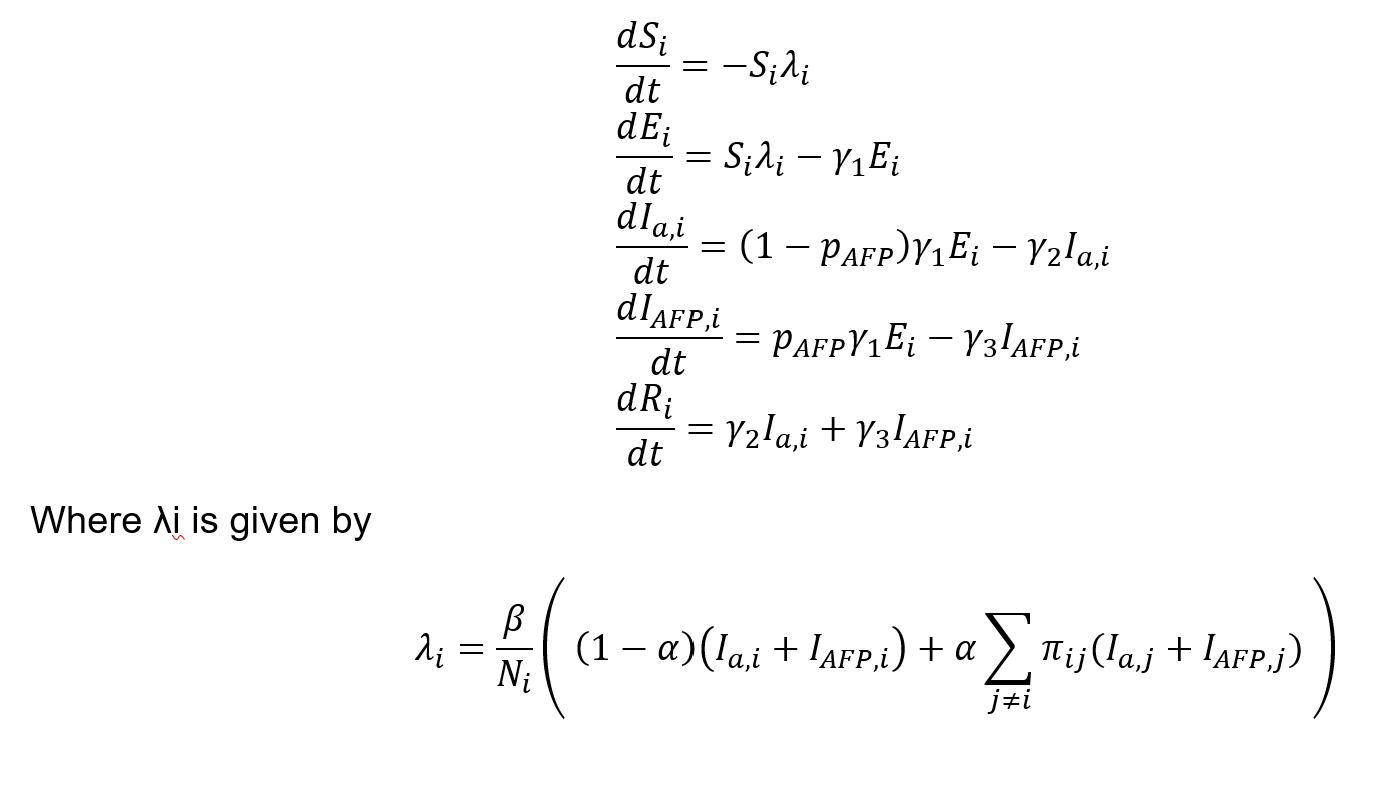 dS_i/dt = −S_iλ_i
dE_i/dt = S_iλ_i − γ_1E_i
dI_{a,i}/dt = (1 − p_{AFP})γ_1E_i − γ_2I_{a,i}
dI_{AFP,i}/dt = p_{AFP}γ_1E_i − γ_3I_{AFP,i}
dR_i/dt = γ_2I_{a,i} + γ_3I_{AFP,i}
Where λi is given by
λ_i = β/N_i ( (1 − α)(I_{a,i} + I_{AFP,i}) + α ∑_{j≠i} π_{ij}(I_{a,j} + I_{AFP,j}) )